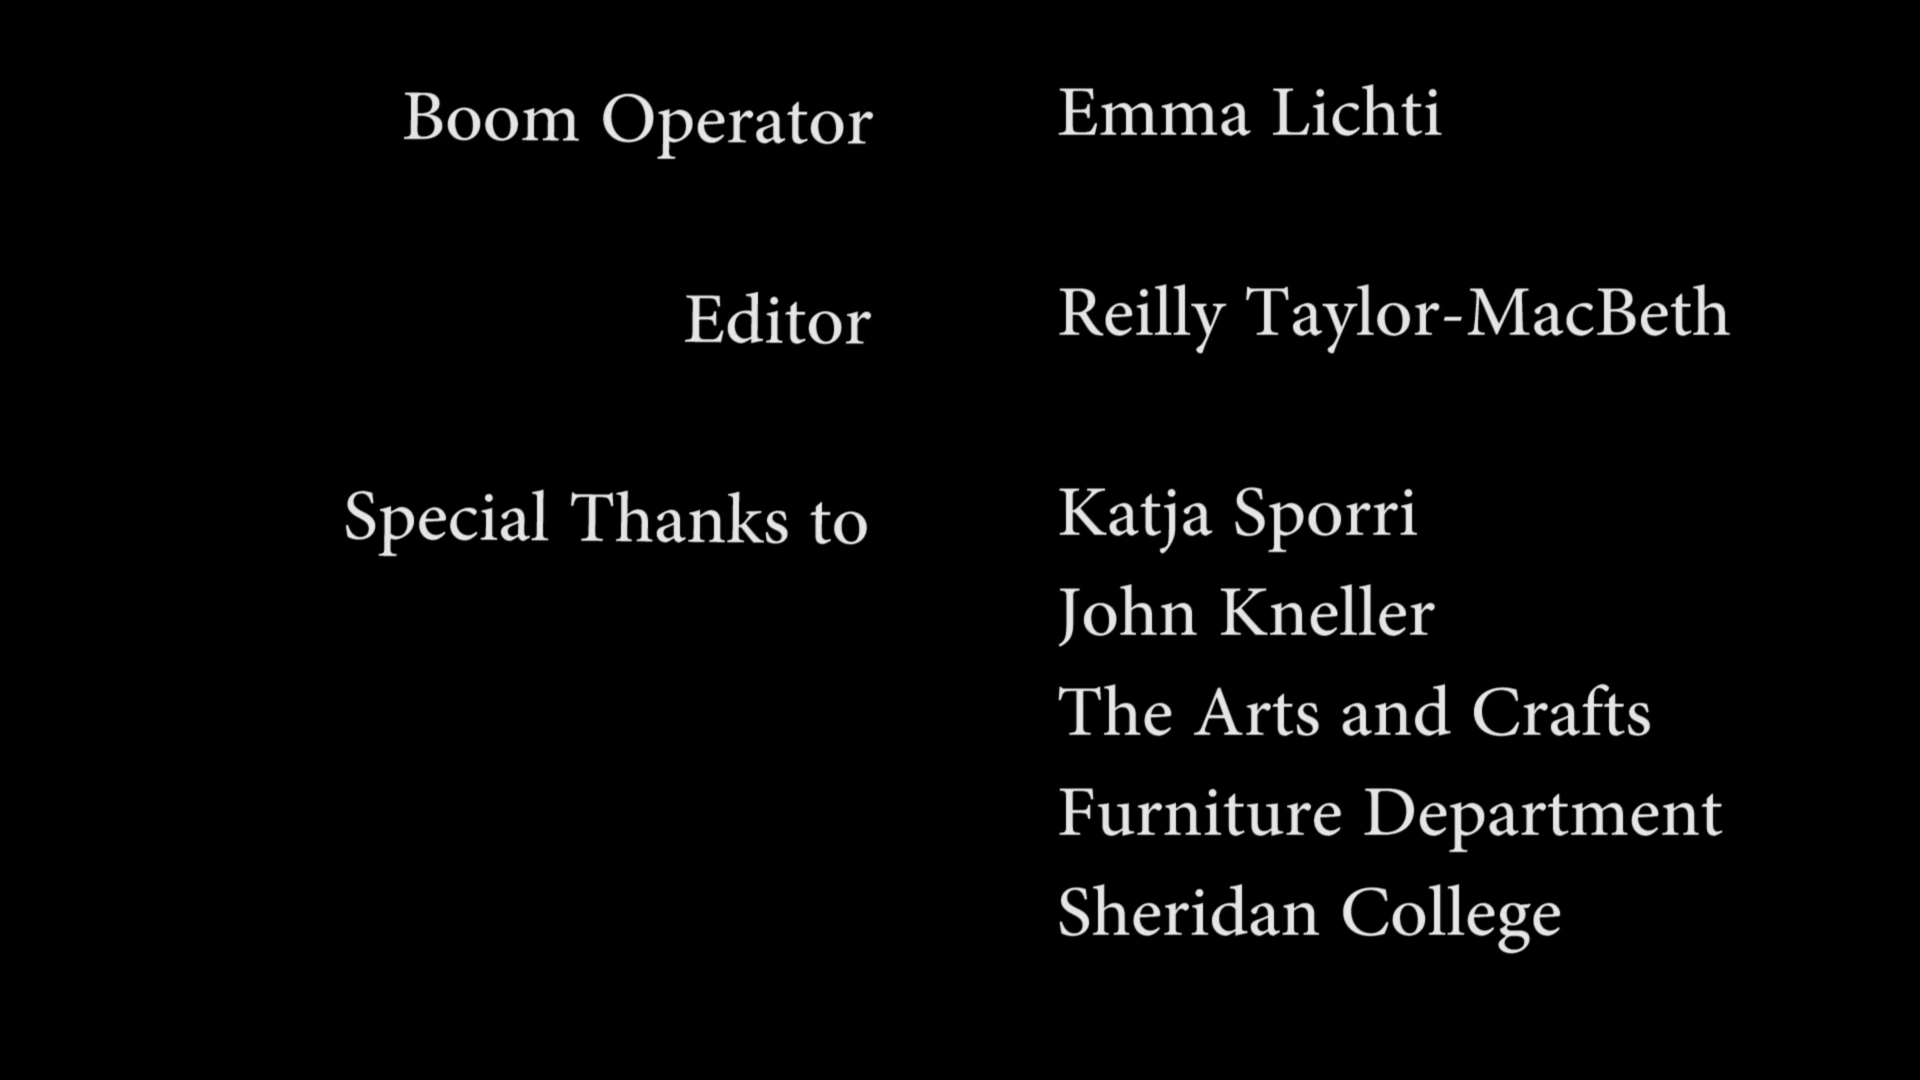 Boom Operator Emma Lichti
Editor Reilly Taylor-MacBeth
Special Thanks to Katja Sporri
John Kneller
The Arts and Crafts
Furniture Department
Sheridan College